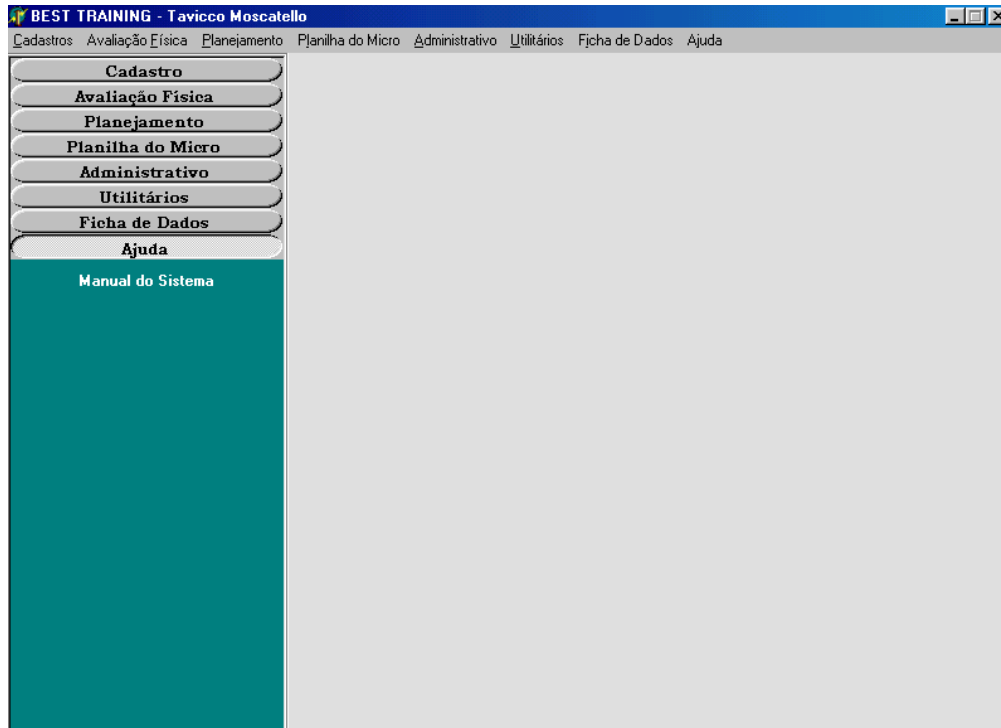 BEST TRAINING - Tavicco Moscatello
Cadastros Avaliação Física Planejamento Planilha do Micro Administrativo Utilitários Ficha de Dados Ajuda
Cadastro
Avaliação Física
Planejamento
Planilha do Micro
Administrativo
Utilitários
Ficha de Dados
Ajuda
Manual do Sistema